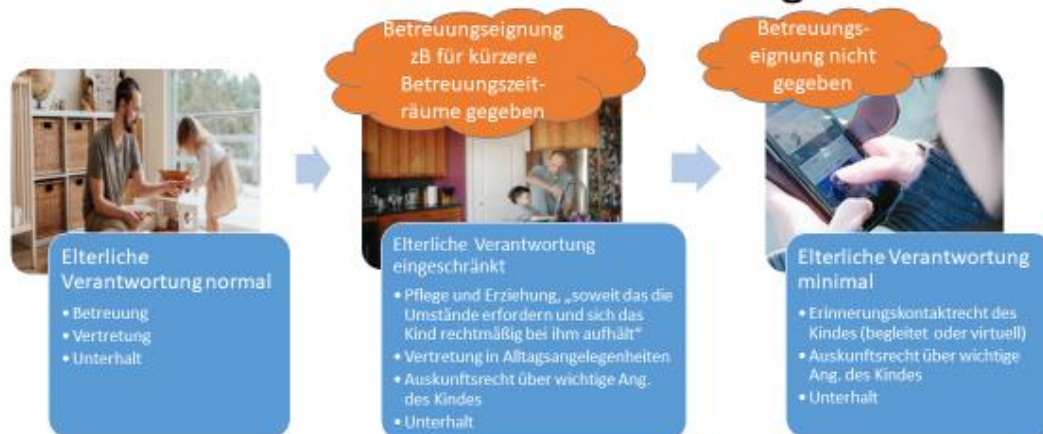 Betreuungseignung
zB für kürzere
Betreuungszeit-
räume gegeben
Betreuungs-
eignung nicht
gegeben
Elterliche
Verantwortung normal
• Betreuung
• Vertretung
• Unterhalt
Elterliche Verantwortung
eingeschränkt
• Pflege und Erziehung, „soweit das die
Umstände erfordern und sich das
Kind rechtmäßig bei ihm aufhält“
• Vertretung in Alltagsangelegenheiten
• Auskunftsrecht über wichtige Ang.
des Kindes
• Unterhalt
Elterliche Verantwortung
minimal
• Erinnerungskontaktrecht des
Kindes (begleitet oder virtuell)
• Auskunftsrecht über wichtige
Ang. des Kindes
• Unterhalt